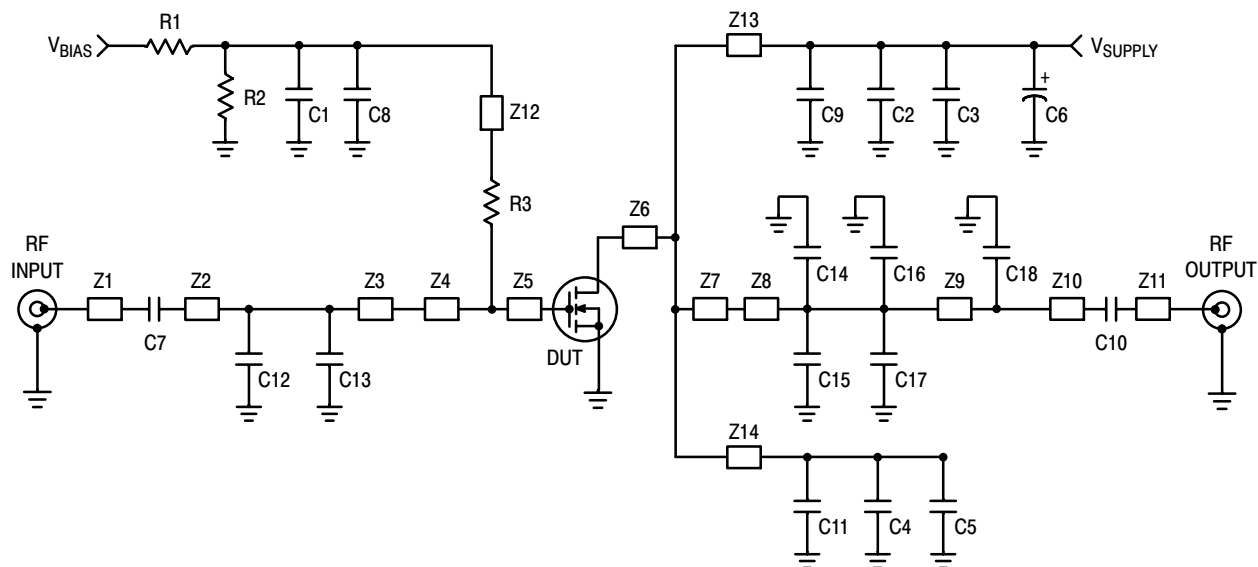 R1
Z13
V_BIAS
V_SUPPLY
R2
C1
C8
Z12
C9
C2
C3
+
C6
R3
Z6
RF
INPUT
RF
OUTPUT
C14
C16
C18
Z1
Z2
Z3
Z4
Z5
Z7
Z8
Z9
Z10
Z11
C7
DUT
C10
C12
C13
C15
C17
Z14
C11
C4
C5